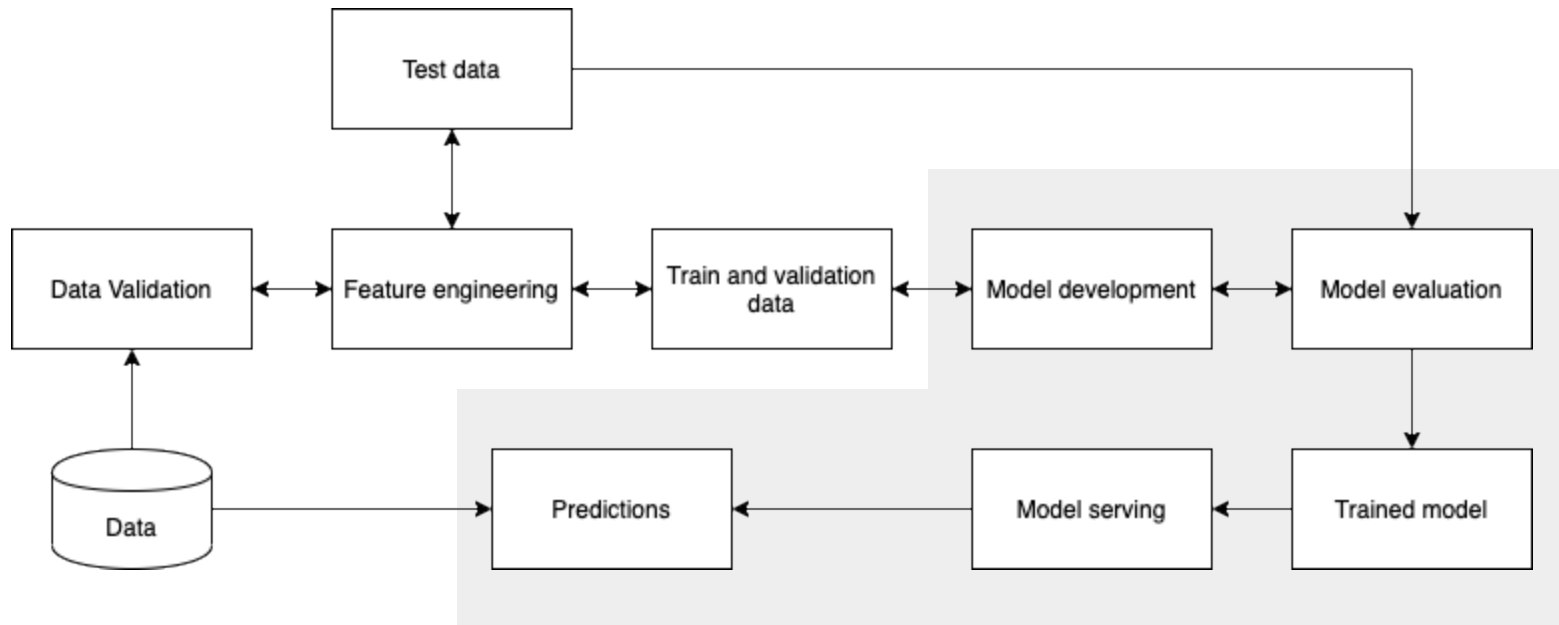 Test data
Data Validation
Feature engineering
Train and validation
data
Model development
Model evaluation
Data
Predictions
Model serving
Trained model